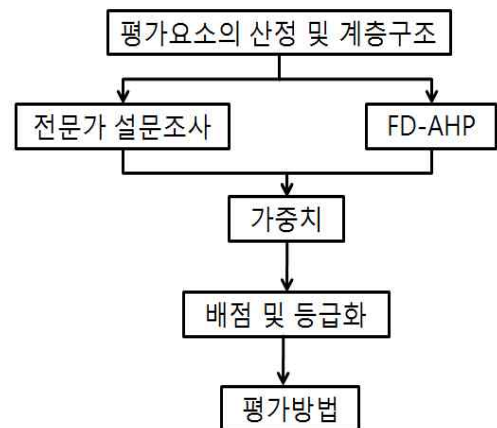 평가요소의 산정 및 계층구조
전문가 설문조사
FD-AHP
가중치
배점 및 등급화
평가방법